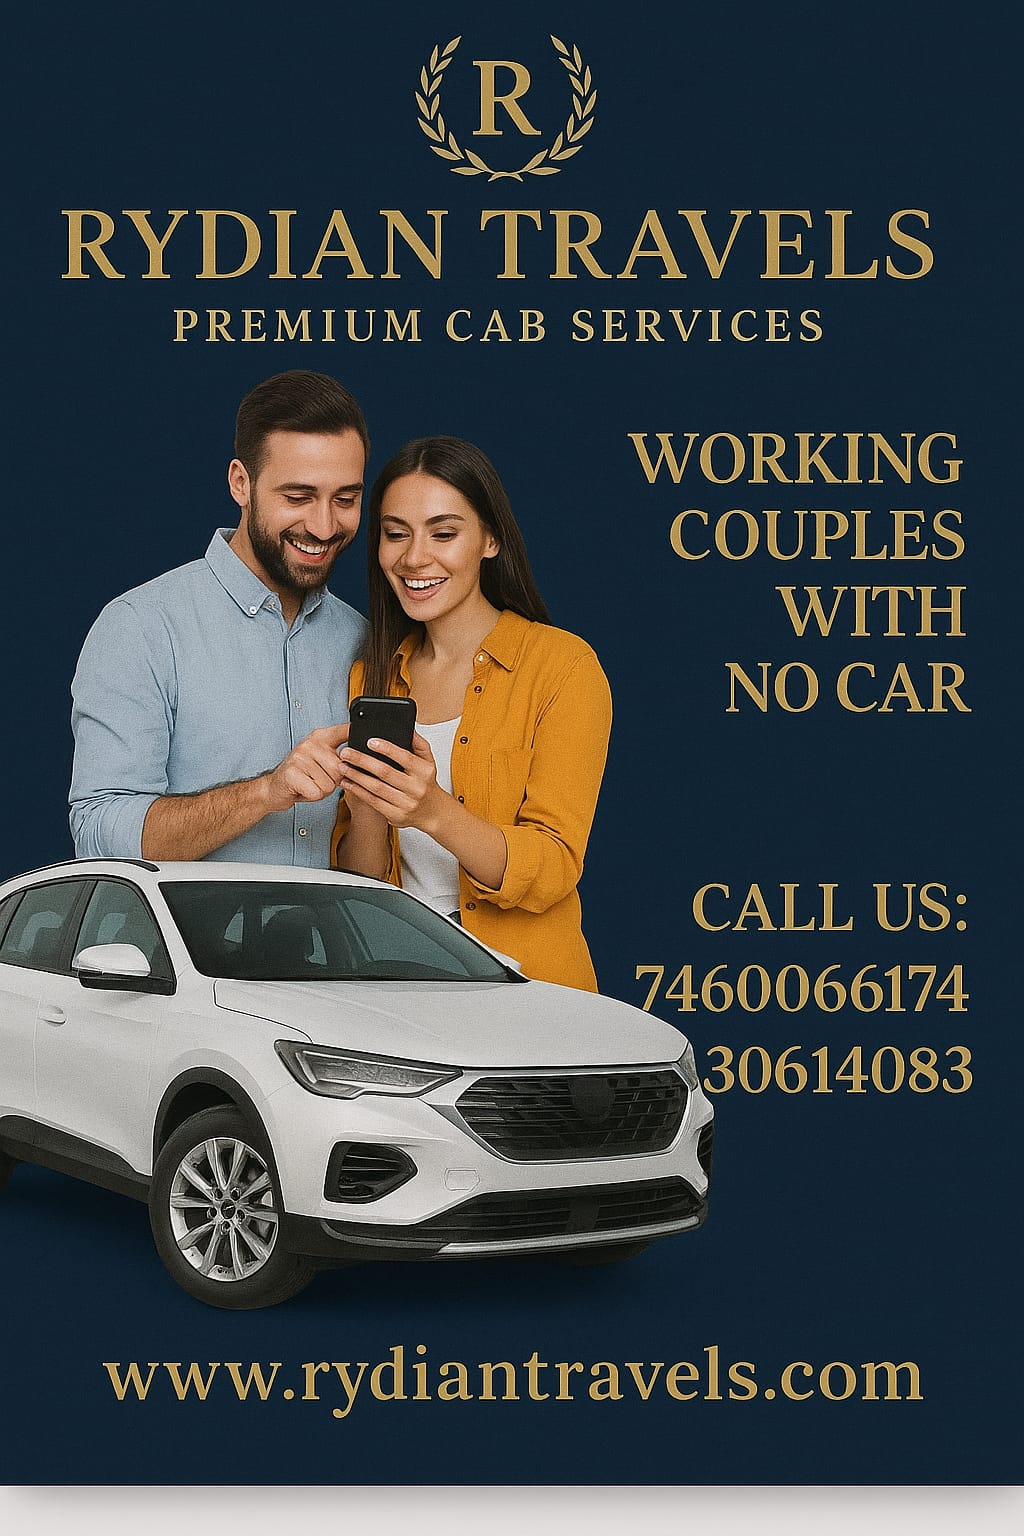 R
RYDIAN TRAVELS
PREMIUM CAB SERVICES
WORKING
COUPLES
WITH
NO CAR
CALL US:
7460066174
30614083
www.rydiantravels.com